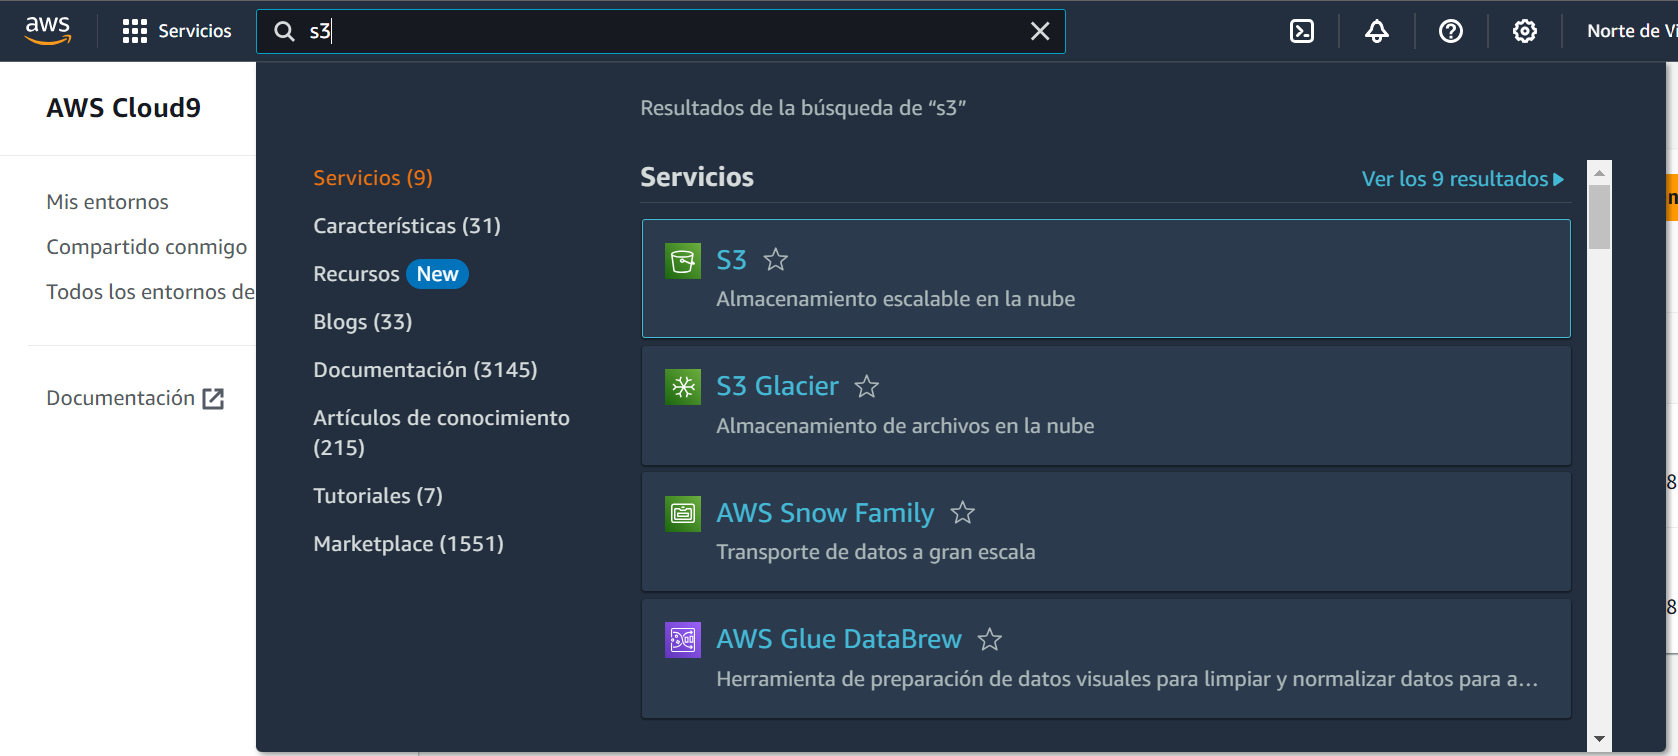 aws
Servicios
s3
Norte de Vi
AWS Cloud9
Mis entornos
Compartido conmigo
Todos los entornos de
Documentación
Resultados de la búsqueda de “s3”
Servicios (9)
Características (31)
Recursos New
Blogs (33)
Documentación (3145)
Artículos de conocimiento
(215)
Tutoriales (7)
Marketplace (1551)
Servicios
Ver los 9 resultados
S3
Almacenamiento escalable en la nube
S3 Glacier
Almacenamiento de archivos en la nube
AWS Snow Family
Transporte de datos a gran escala
AWS Glue DataBrew
Herramienta de preparación de datos visuales para limpiar y normalizar datos para a...
8
8